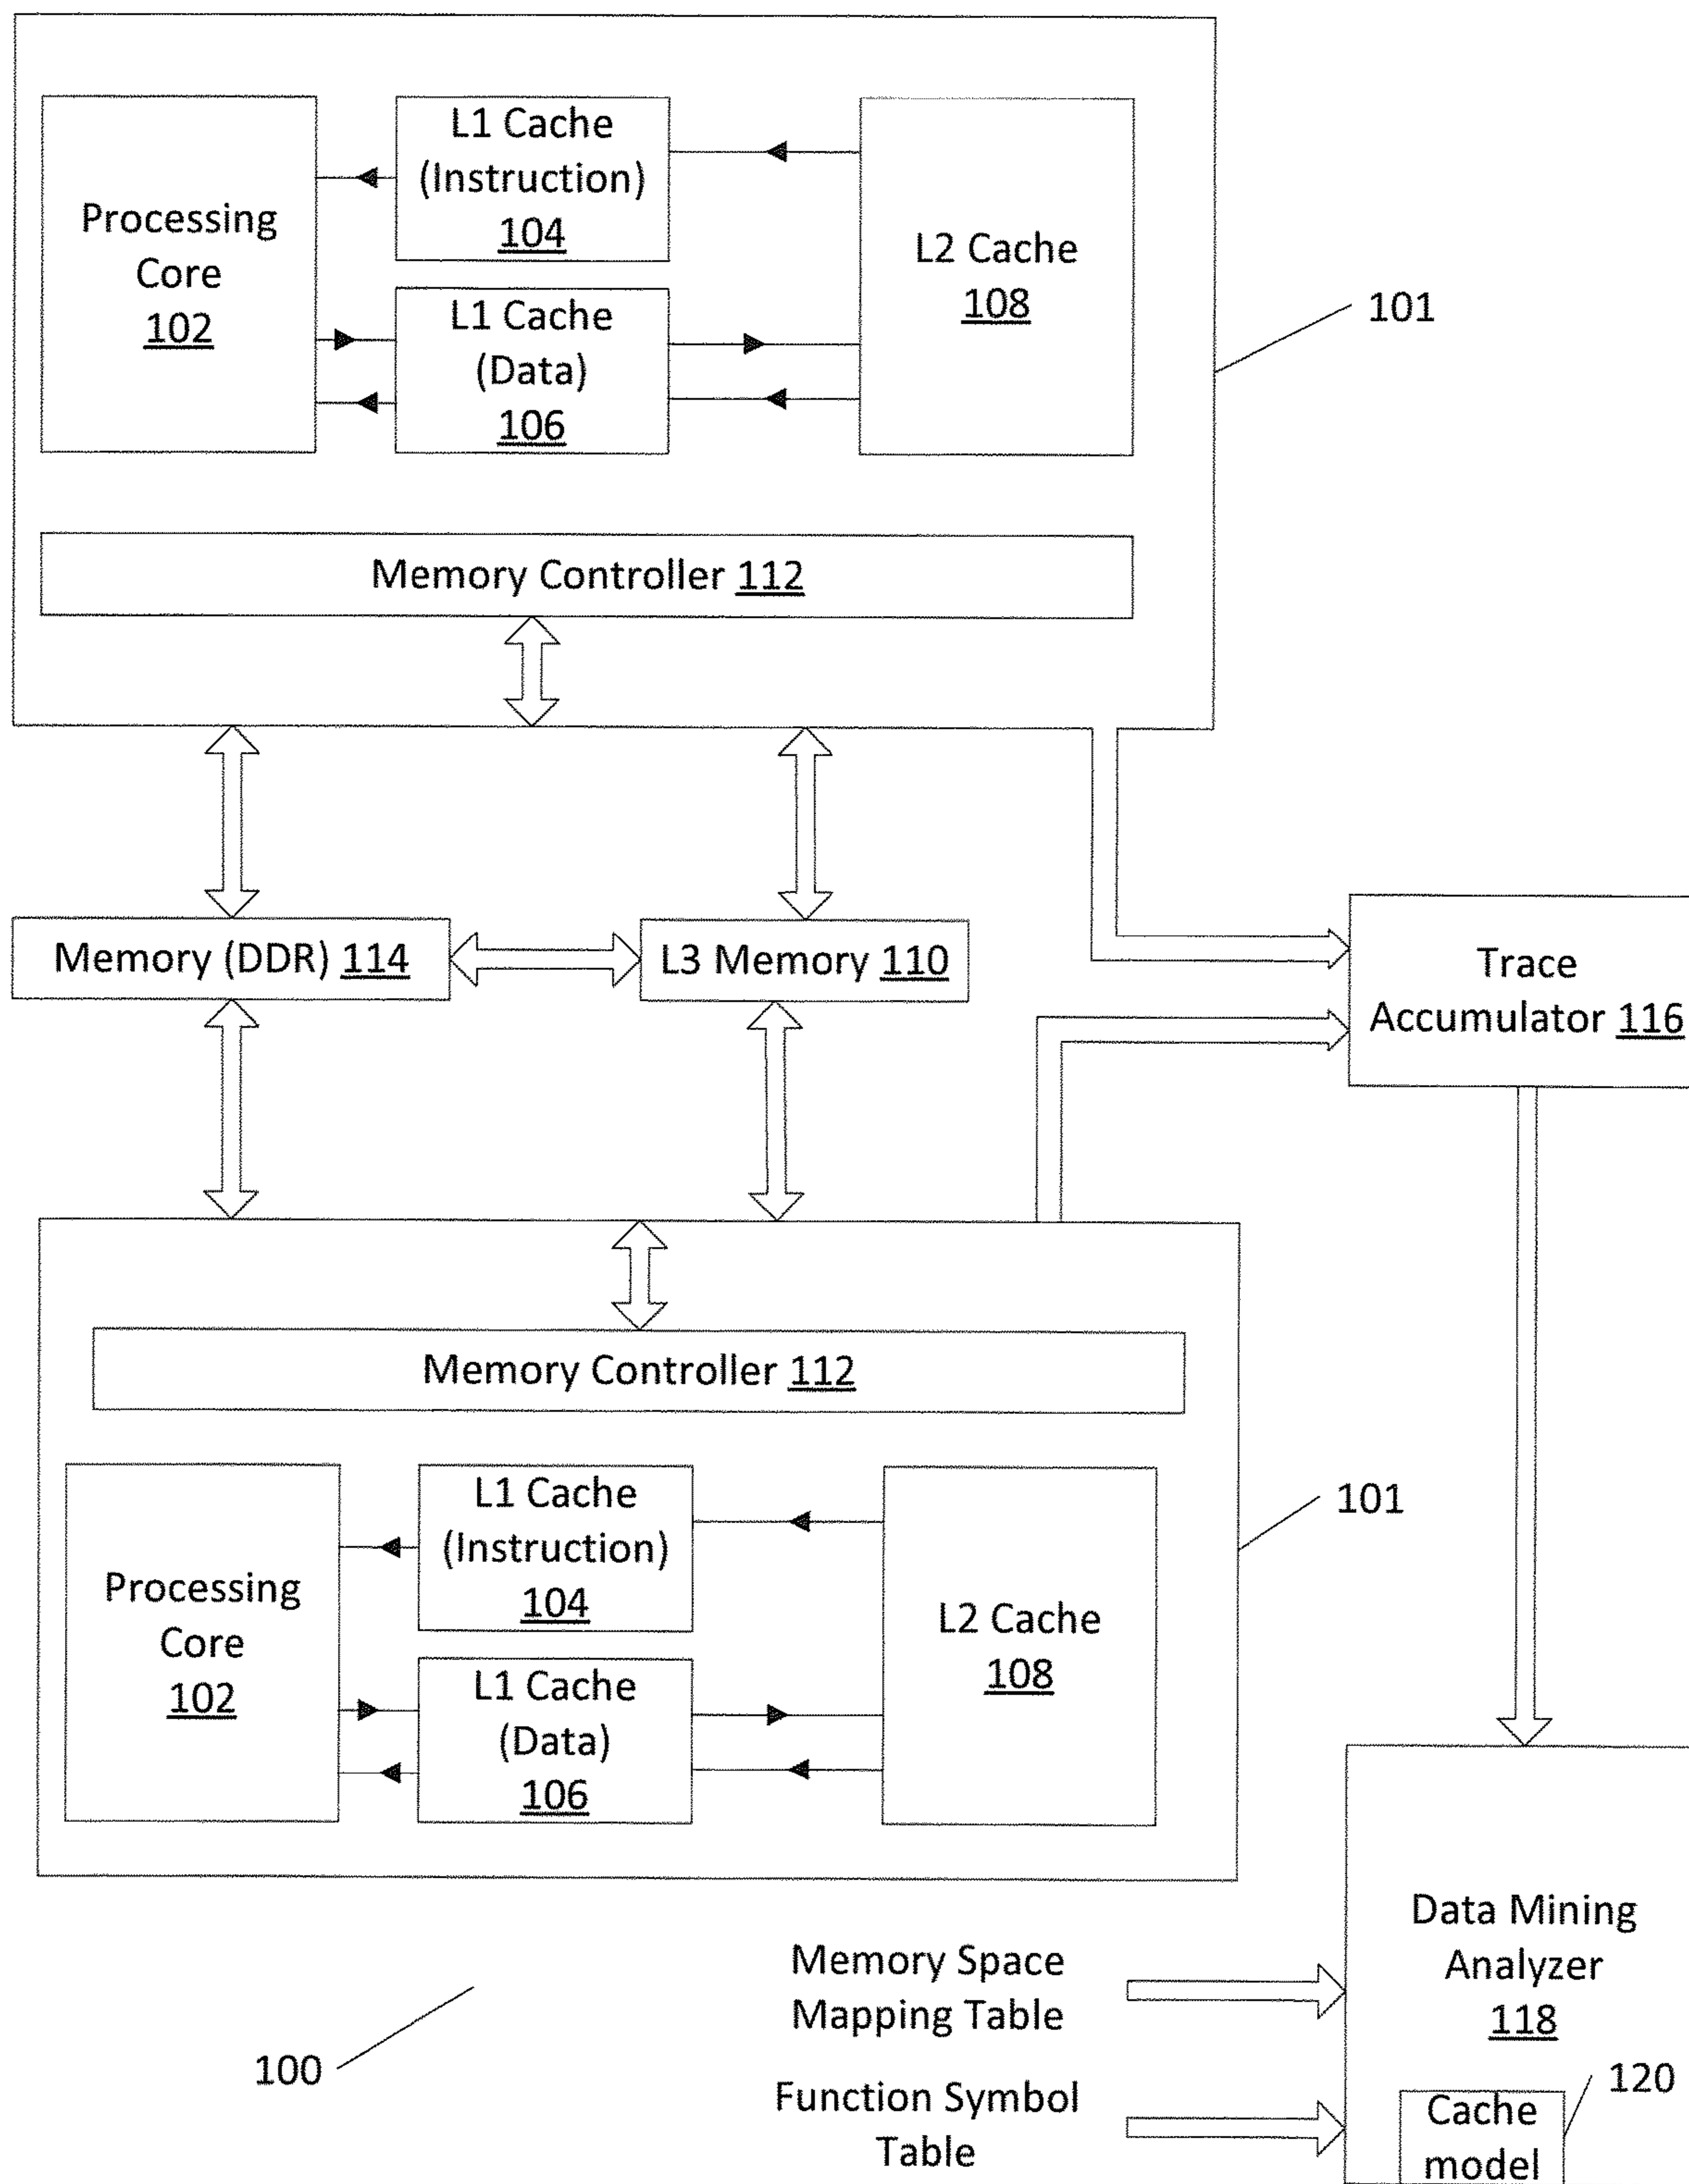 L1 Cache
(Instruction)
104
Processing
Core
102
L2 Cache
108
101
L1 Cache
(Data)
106
Memory Controller 112
Memory (DDR) 114
L3 Memory 110
Trace
Accumulator 116
Memory Controller 112
L1 Cache
(Instruction)
104
101
Processing
Core
102
L2 Cache
108
L1 Cache
(Data)
106
Data Mining
Analyzer
118
Memory Space
Mapping Table
100
Function Symbol
Table
120
Cache
model